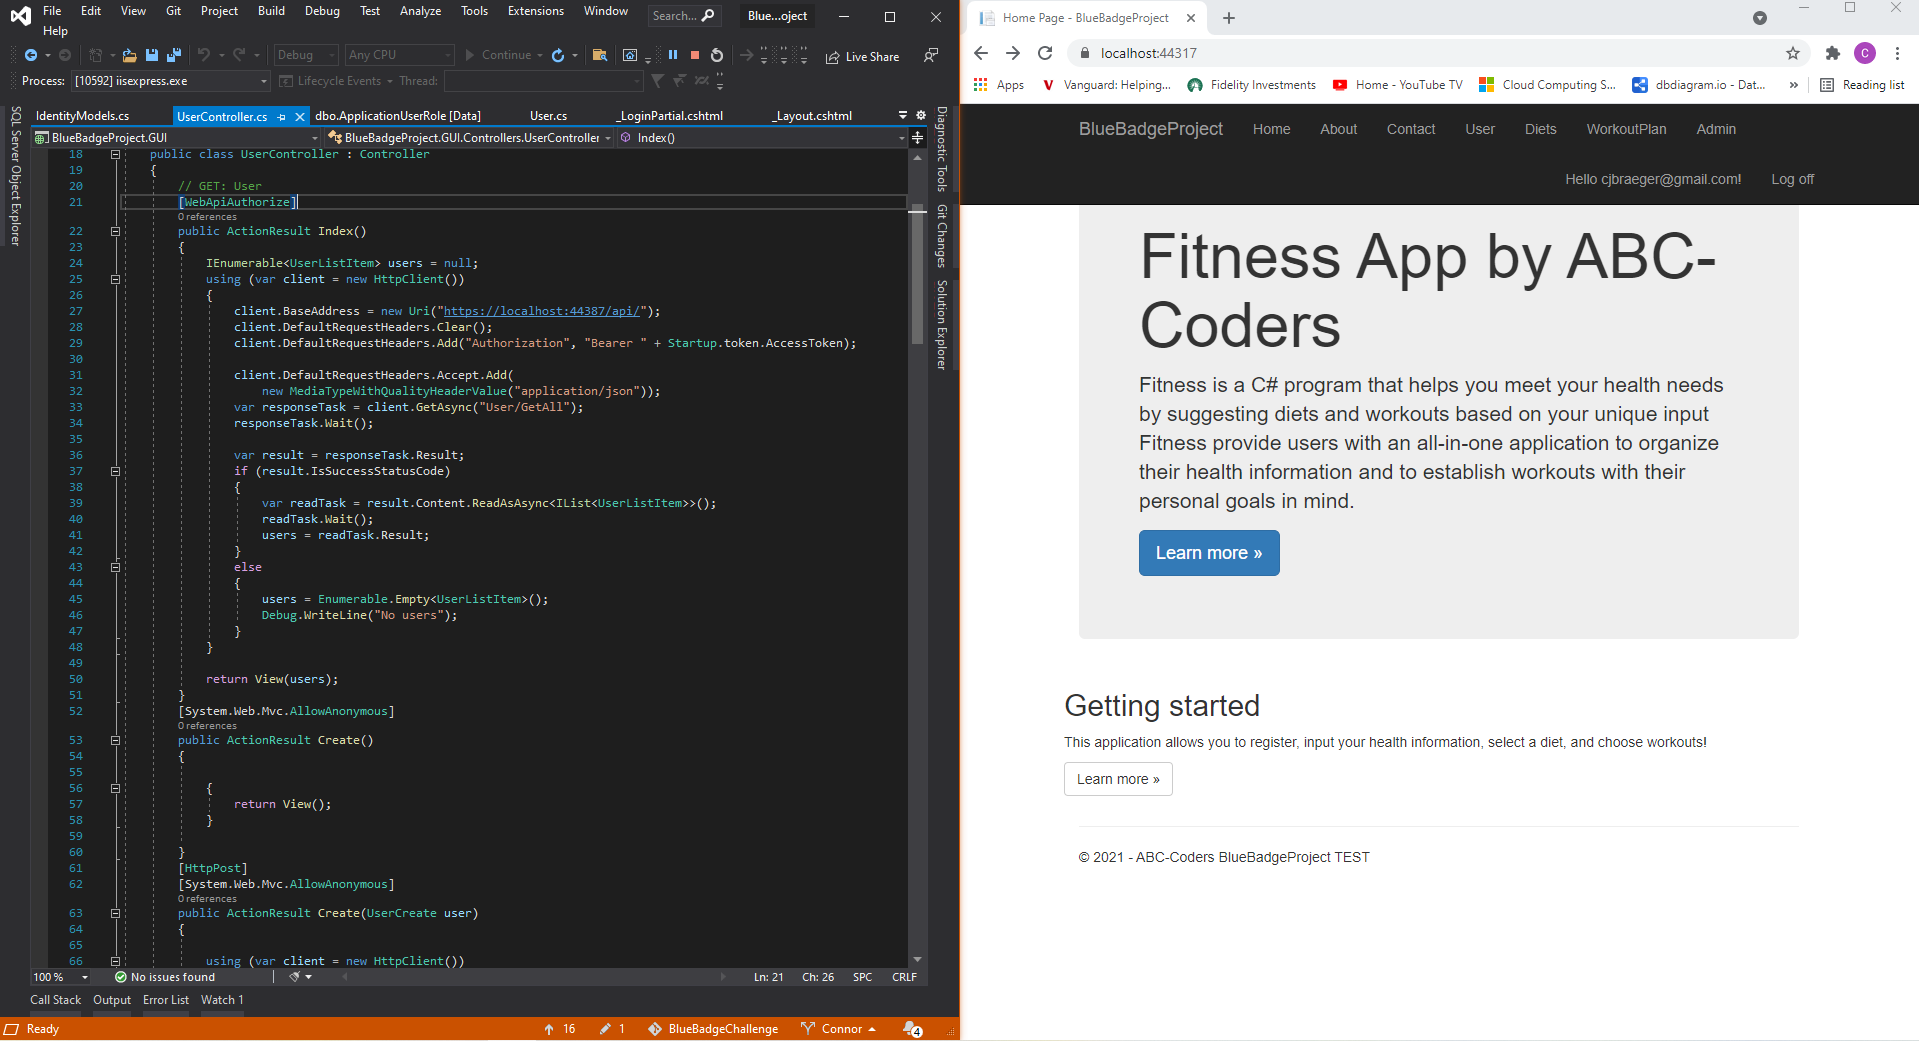 File Edit View Git Project Build Debug Test Analyze Tools Extensions Window Search... Blue...oject
Help
Debug Any CPU Continue Live Share
Process: [10592] iisexpress.exe Lifecycle Events Thread:
SQL Server Object Explorer
IdentityModels.cs UserController.cs dbo.ApplicationUserRole [Data] User.cs _LoginPartial.cshtml _Layout.cshtml
BlueBadgeProject.GUI BlueBadgeProject.GUI.Controllers.UserController Index()
18 public class UserController : Controller
19 {
20 // GET: User
21 [WebApiAuthorize]
0 references
22 public ActionResult Index()
23 {
24 IEnumerable<UserListItem> users = null;
25 using (var client = new HttpClient())
26 {
27 client.BaseAddress = new Uri("https://localhost:44387/api/");
28 client.DefaultRequestHeaders.Clear();
29 client.DefaultRequestHeaders.Add("Authorization", "Bearer " + Startup.token.AccessToken);
30
31 client.DefaultRequestHeaders.Accept.Add(
32 new MediaTypeWithQualityHeaderValue("application/json"));
33 var responseTask = client.GetAsync("User/GetAll");
34 responseTask.Wait();
35
36 var result = responseTask.Result;
37 if (result.IsSuccessStatusCode)
38 {
39 var readTask = result.Content.ReadAsAsync<IList<UserListItem>>();
40 readTask.Wait();
41 users = readTask.Result;
42 }
43 else
44 {
45 users = Enumerable.Empty<UserListItem>();
46 Debug.WriteLine("No users");
47 }
48 }
49
50 return View(users);
51 }
52 [System.Web.Mvc.AllowAnonymous]
0 references
53 public ActionResult Create()
54 {
55
56 {
57 return View();
58 }
59
60 }
61 [HttpPost]
62 [System.Web.Mvc.AllowAnonymous]
0 references
63 public ActionResult Create(UserCreate user)
64 {
65
66 using (var client = new HttpClient())
Diagnostic Tools
Git Changes
Solution Explorer
100 % No issues found Ln: 21 Ch: 26 SPC CRLF
Call Stack Output Error List Watch 1
Ready 16 1 BlueBadgeChallenge Connor 4
Home Page - BlueBadgeProject
localhost:44317 C
Apps Vanguard: Helping... Fidelity Investments Home - YouTube TV Cloud Computing S... dbdiagram.io - Dat... » Reading list
BlueBadgeProject Home About Contact User Diets WorkoutPlan Admin
Hello cjbraeger@gmail.com! Log off
Fitness App by ABC-
Coders
Fitness is a C# program that helps you meet your health needs
by suggesting diets and workouts based on your unique input
Fitness provide users with an all-in-one application to organize
their health information and to establish workouts with their
personal goals in mind.
Learn more »
Getting started
This application allows you to register, input your health information, select a diet, and choose workouts!
Learn more »
© 2021 - ABC-Coders BlueBadgeProject TEST